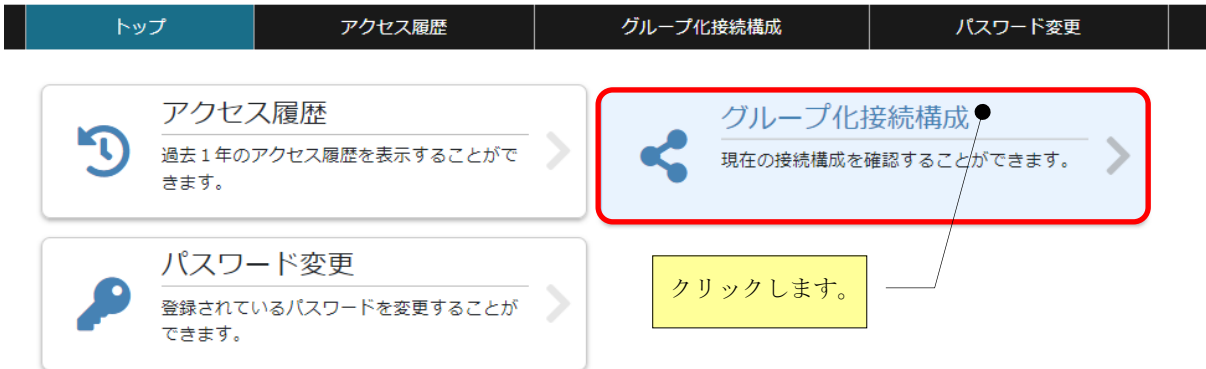 トップ
アクセス履歴
グループ化接続構成
パスワード変更
アクセス履歴
過去１年のアクセス履歴を表示することがで
きます。
グループ化接続構成
現在の接続構成を確認することができます。
パスワード変更
登録されているパスワードを変更することが
できます。
クリックします。